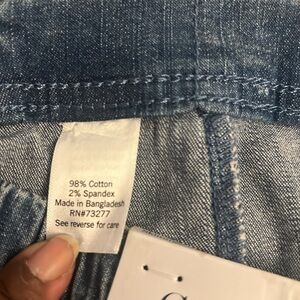 98% Cotton
2% Spandex
Made in Bangladesh
RN#73277
See reverse for care